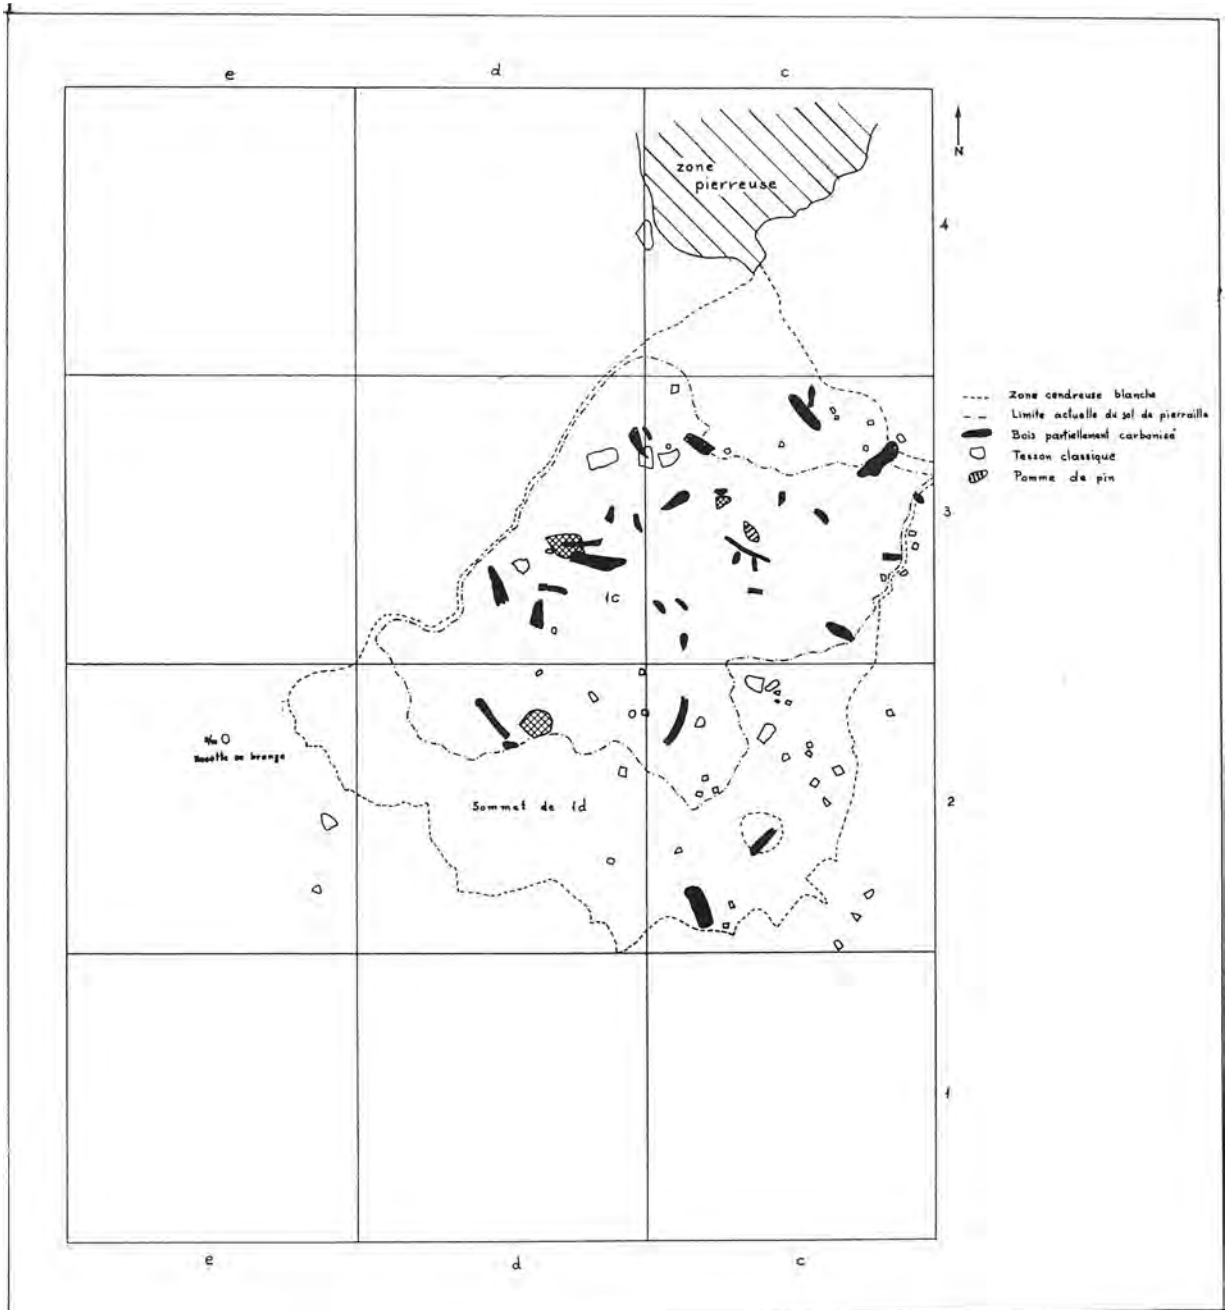 e d c
N
zone
pierreuse
4
Zone cendreuse blanche
Limite actuelle du sol de pierraille
Bois partiellement carbonisé
Tesson classique
Pomme de pin
3
1c
bronze
2
Sommet de 1d
1
e d c